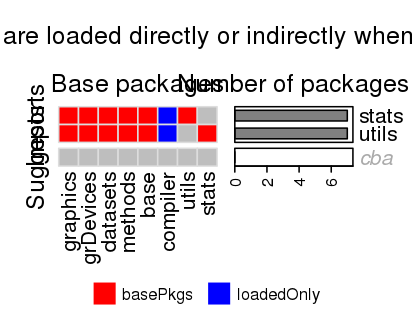 are loaded directly or indirectly when
Base packages
Number of packages
Imports
Suggests
stats
utils
cba
graphics
grDevices
datasets
methods
base
compiler
utils
stats
0
2
4
6
basePkgs
loadedOnly